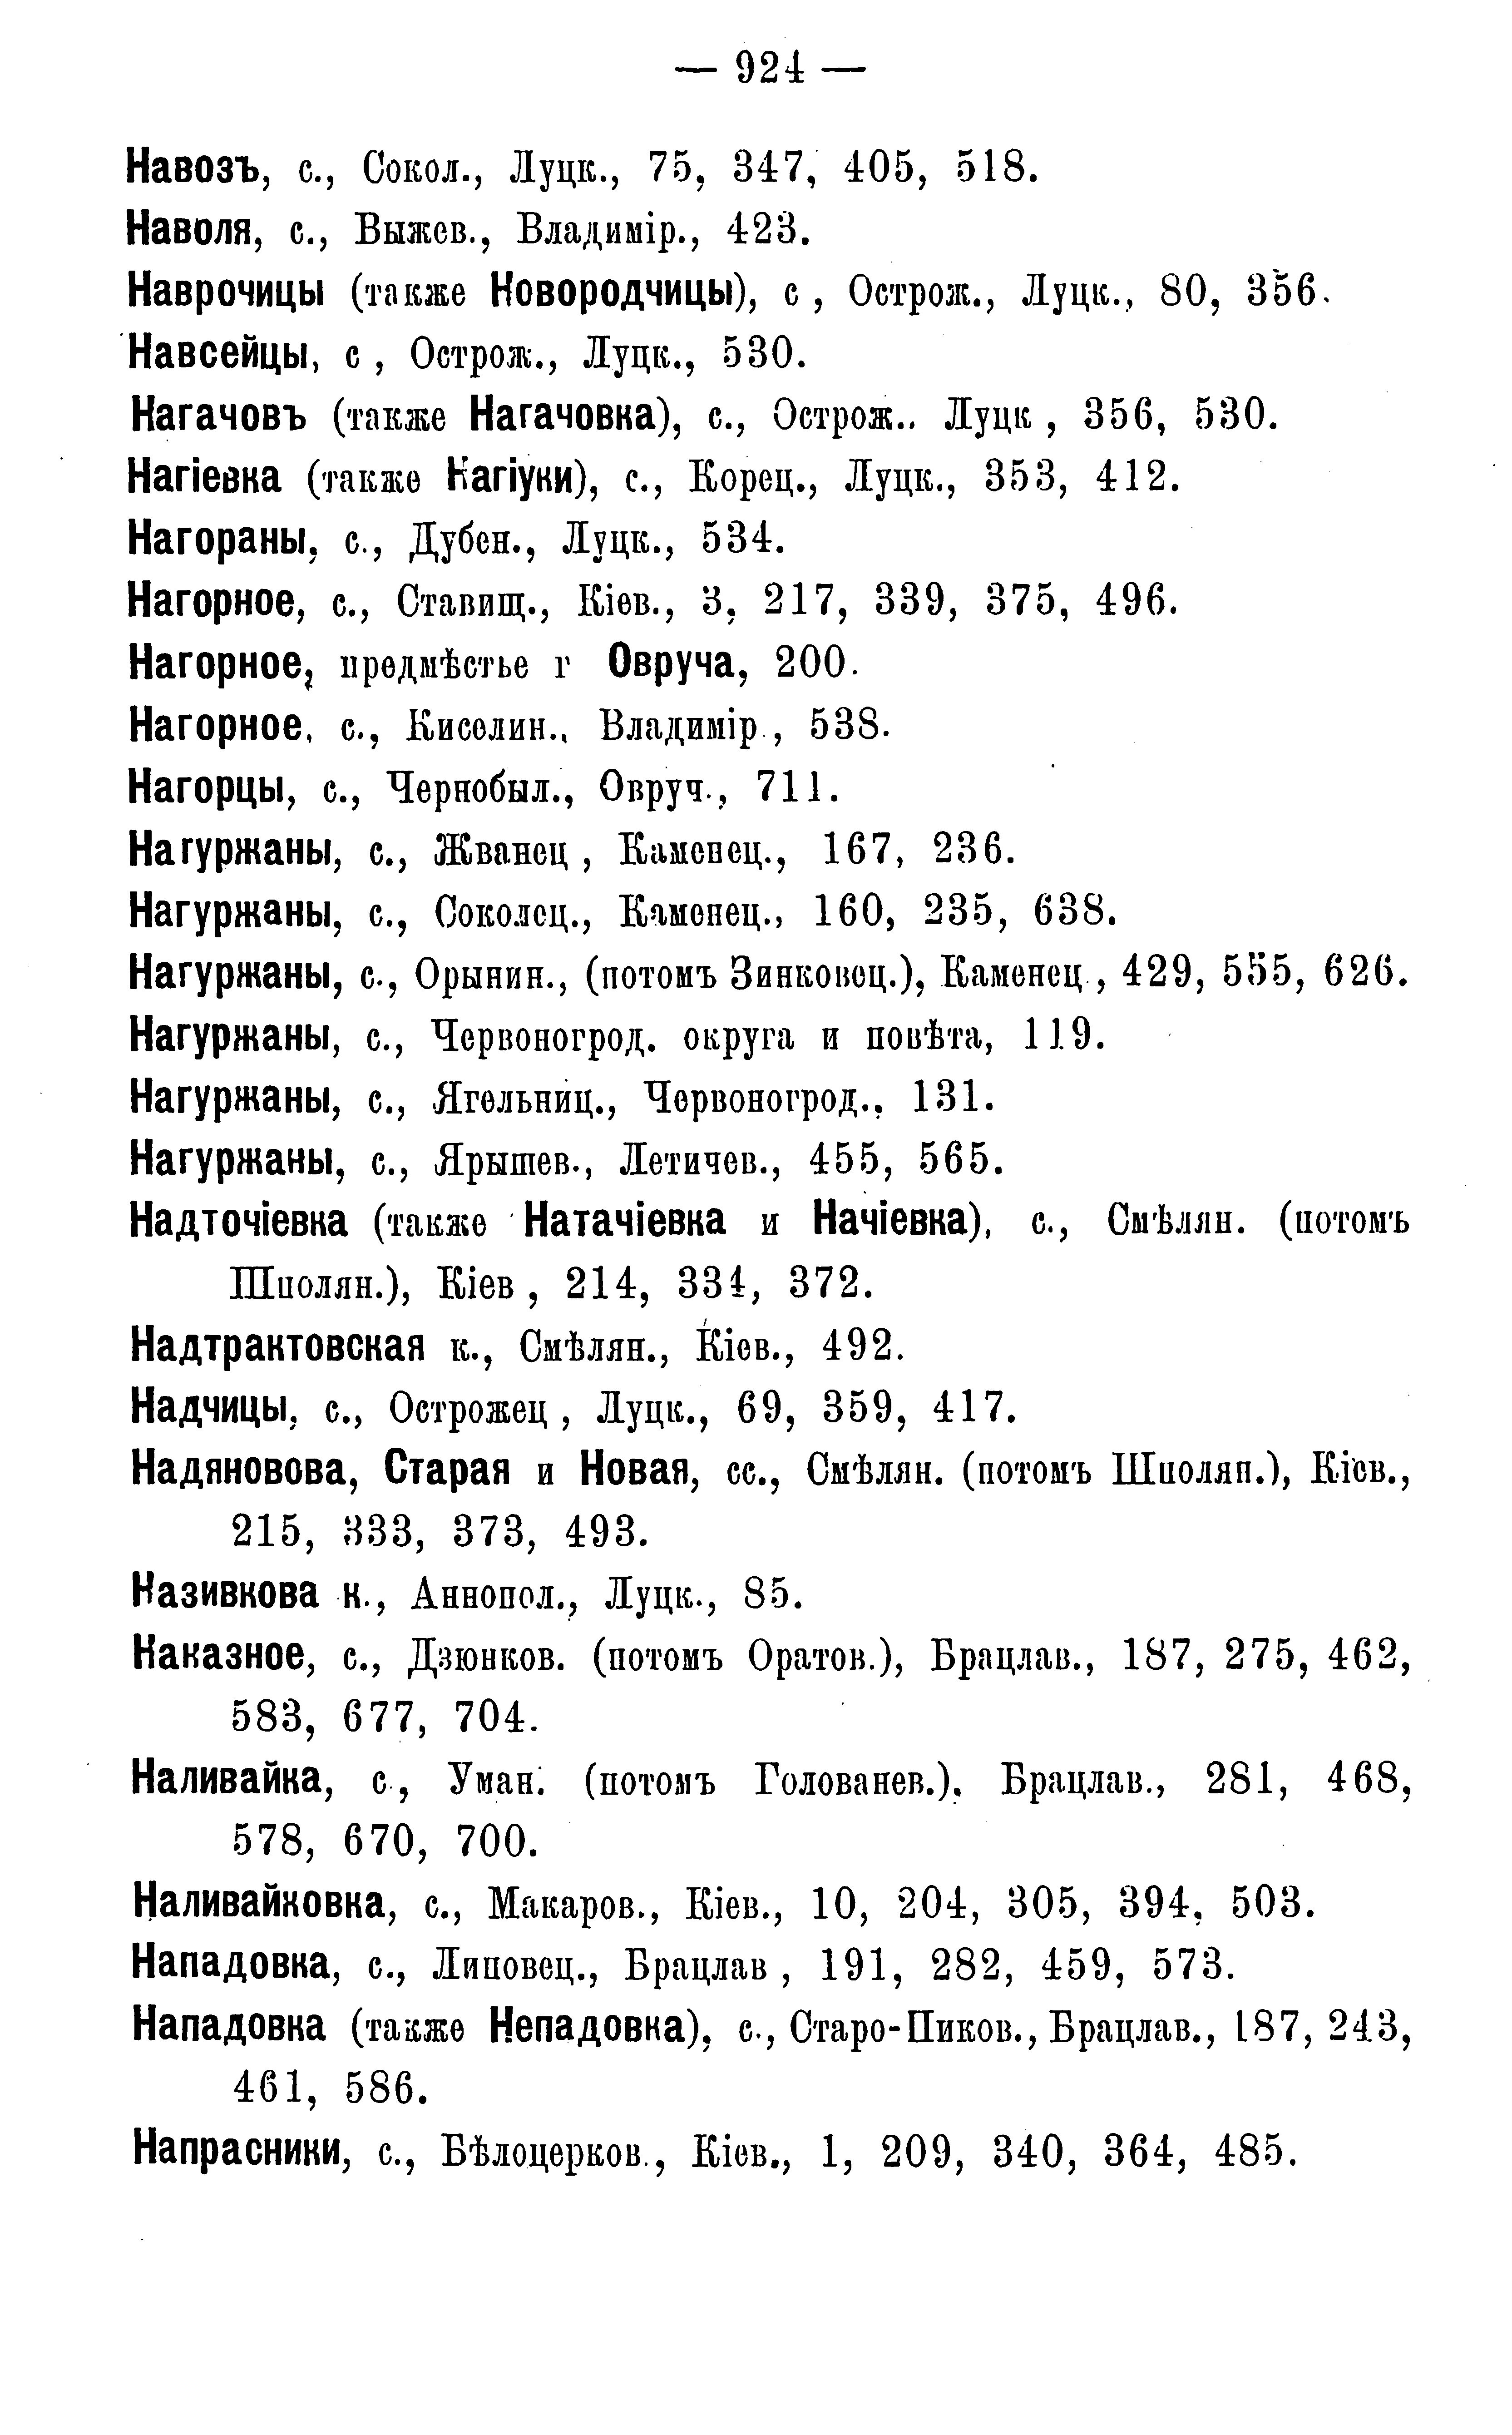 — 924 —
Навозъ, с., Сокол., Луцк., 75, 347, 405, 518.
Наволя, с., Выжев., Владимір., 423.
Наврочицы (также Новородчицы), с , Острож., Луцк., 80, 356.
Навсейцы, с , Острож., Луцк., 530.
Нагачовъ (также Нагачовка), с., Острож.. Луцк , 356, 530.
Нагіевка (также Нагіуки), с., Корец., Луцк., 353, 412.
Нагораны, с., Дубен., Луцк., 534.
Нагорное, с., Ставищ., Кіев., 3, 217, 339, 375, 496.
Нагорное, предмѣстье г Овруча, 200.
Нагорное, с., Киселин., Владимір., 538.
Нагорцы, с., Чернобыл., Овруч., 711.
Нагуржаны, с., Жванец , Каменец., 167, 236.
Нагуржаны, с., Соколец., Каменец., 160, 235, 638.
Нагуржаны, с., Орынин., (потомъ Зинковец.), Каменец., 429, 555, 626.
Нагуржаны, с., Червоногрод. округа и повѣта, 119.
Нагуржаны, с., Ягельниц., Червоногрод., 131.
Нагуржаны, с., Ярышев., Летичев., 455, 565.
Надточіевка (также Натачіевка и Начіевка), с., Смѣлян. (потомъ
Шполян.), Кіев , 214, 334, 372.
Надтрактовская к., Смѣлян., Кіев., 492.
Надчицы, с., Острожец , Луцк., 69, 359, 417.
Надяновова, Старая и Новая, сс., Смѣлян. (потомъ Шполян.), Кіев.,
215, 333, 373, 493.
Називкова к., Аннопол., Луцк., 85.
Наказное, с., Дзюнков. (потомъ Оратов.), Брацлав., 187, 275, 462,
583, 677, 704.
Наливайка, с., Уман. (потомъ Голованев.), Брацлав., 281, 468,
578, 670, 700.
Наливайковка, с., Макаров., Кіев., 10, 204, 305, 394, 503.
Нападовка, с., Липовец., Брацлав , 191, 282, 459, 573.
Нападовка (также Непадовка), с., Старо-Пиков., Брацлав., 187, 243,
461, 586.
Напрасники, с., Бѣлоцерков., Кіев., 1, 209, 340, 364, 485.